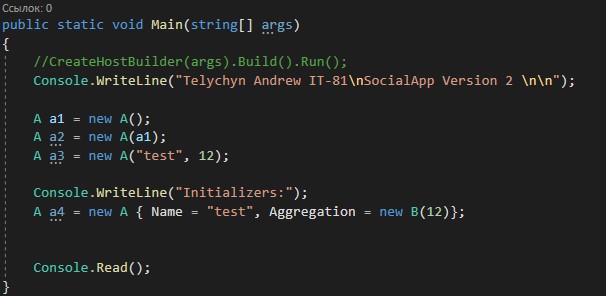 Ссылок: 0
public static void Main(string[] args)
{
//CreateHostBuilder(args).Build().Run();
Console.WriteLine("Telychyn Andrew IT-81\nSocialApp Version 2 \n\n");
A a1 = new A();
A a2 = new A(a1);
A a3 = new A("test", 12);
Console.WriteLine("Initializers:");
A a4 = new A { Name = "test", Aggregation = new B(12)};
Console.Read();
}